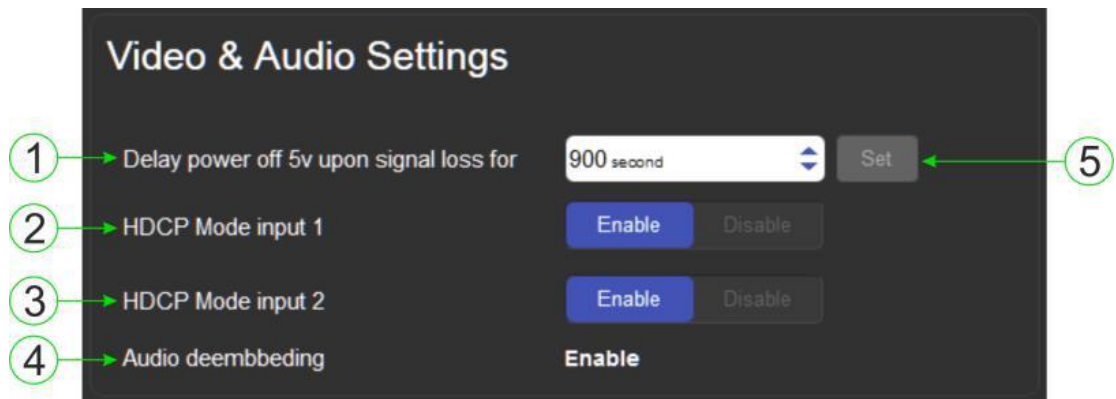 Video & Audio Settings
1 Delay power off 5v upon signal loss for 900 second Set 5
2 HDCP Mode input 1 Enable Disable
3 HDCP Mode input 2 Enable Disable
4 Audio deembbeding Enable